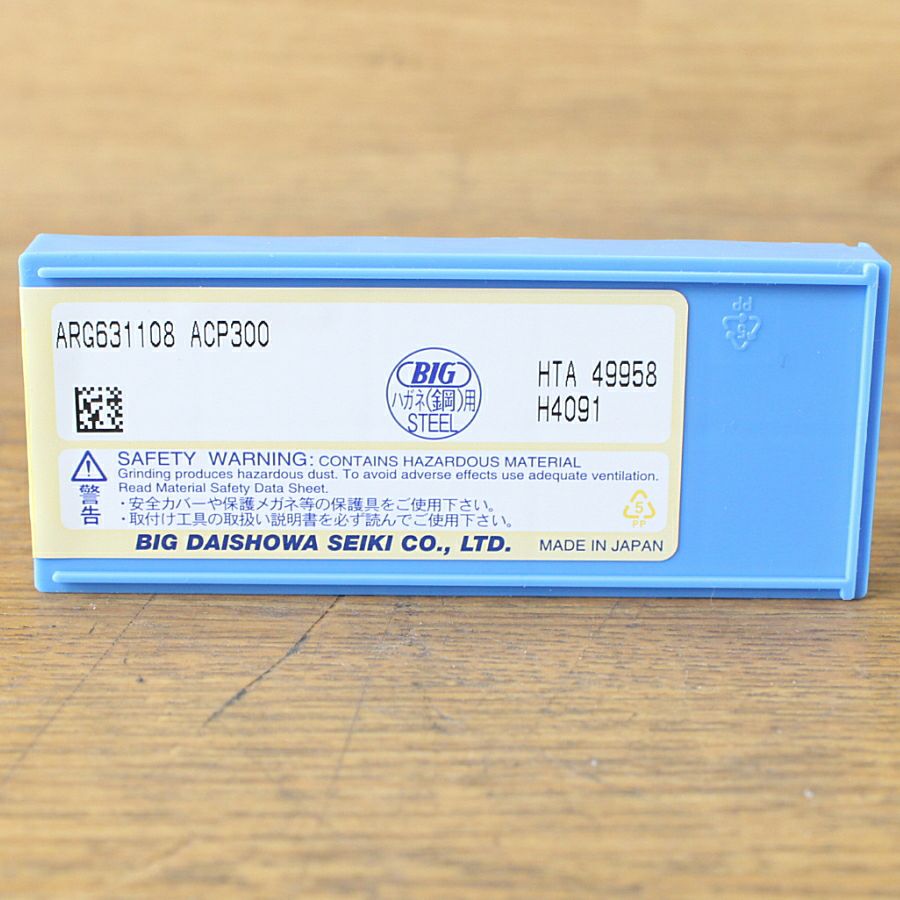 ARG631108 ACP300
BIG
ハガネ(鋼)用
STEEL
HTA 49958
H4091
警告
SAFETY WARNING: CONTAINS HAZARDOUS MATERIAL
Grinding produces hazardous dust. To avoid adverse effects use adequate ventilation.
Read Material Safety Data Sheet.
・安全カバーや保護メガネ等の保護具をご使用下さい。
・取付け工具の取扱い説明書を必ず読んでください。
5
PP
BIG DAISHOWA SEIKI CO., LTD.
MADE IN JAPAN
PP
5